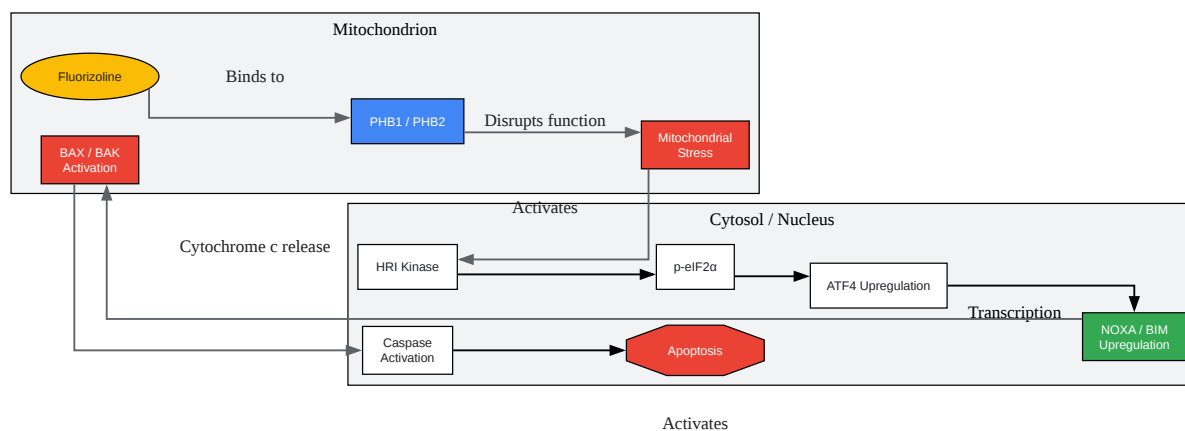 Mitochondrion
Fluorizoline
Binds to
PHB1 / PHB2
Disrupts function
Mitochondrial
Stress
BAX / BAK
Activation
Activates
Cytosol / Nucleus
Cytochrome c release
HRI Kinase
p-eIF2α
ATF4 Upregulation
Transcription
NOXA / BIM
Upregulation
Caspase
Activation
Apoptosis
Activates